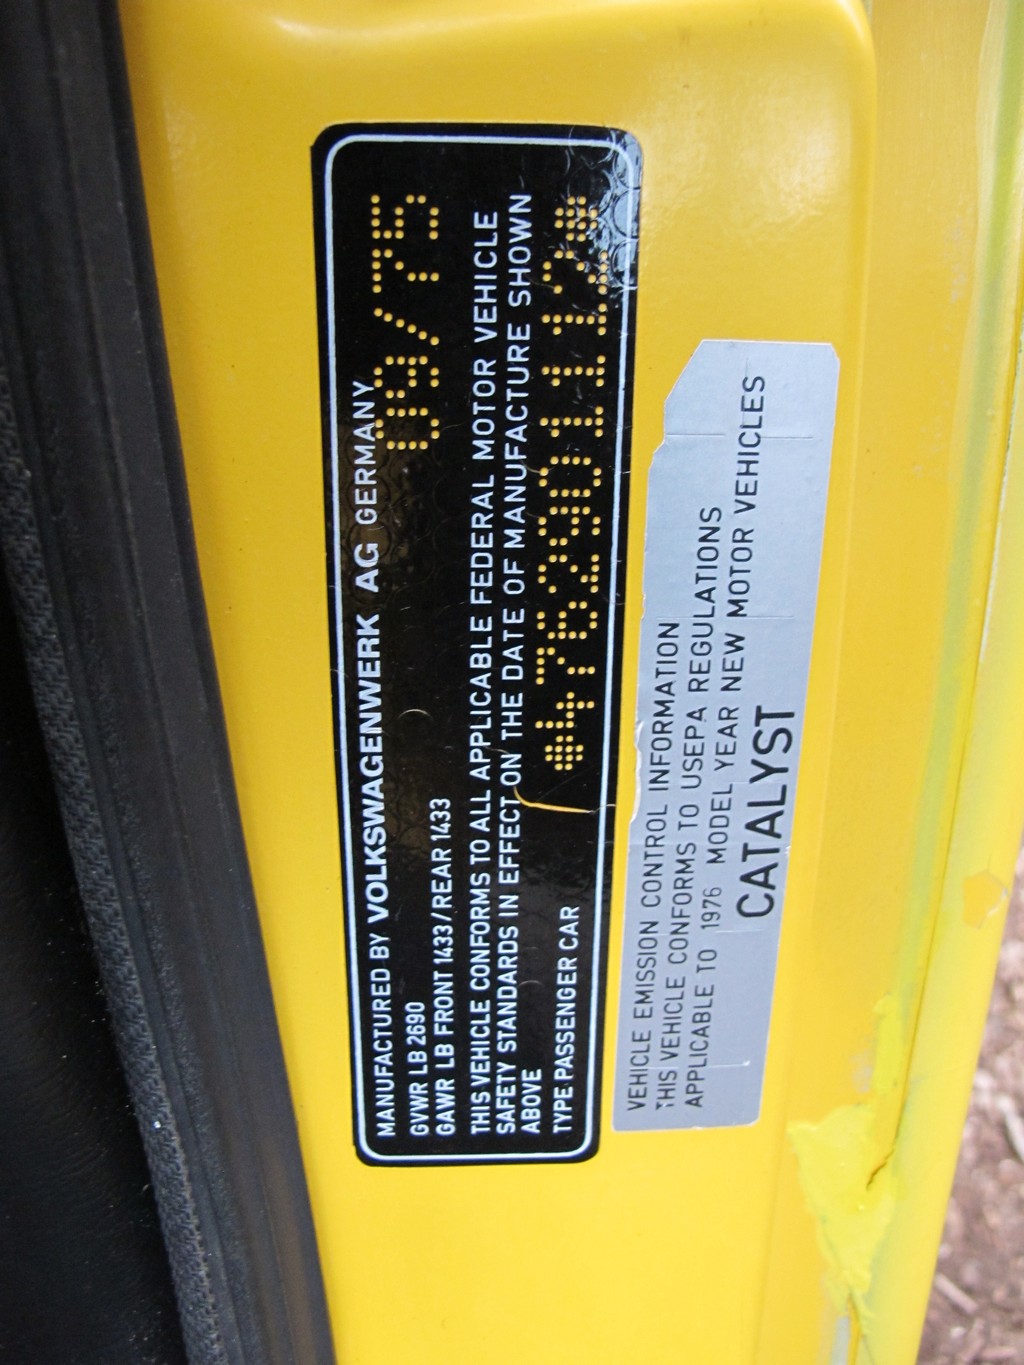 MANUFACTURED BY VOLKSWAGENWERK AG GERMANY
GVWR LB 2690
09/75
GAWR LB FRONT 1433/REAR 1433
THIS VEHICLE CONFORMS TO ALL APPLICABLE FEDERAL MOTOR VEHICLE
SAFETY STANDARDS IN EFFECT ON THE DATE OF MANUFACTURE SHOWN
ABOVE
TYPE: PASSENGER CAR *4762901112*
VEHICLE EMISSION CONTROL INFORMATION
THIS VEHICLE CONFORMS TO USEPA REGULATIONS
APPLICABLE TO 1976 MODEL YEAR NEW MOTOR VEHICLES
CATALYST